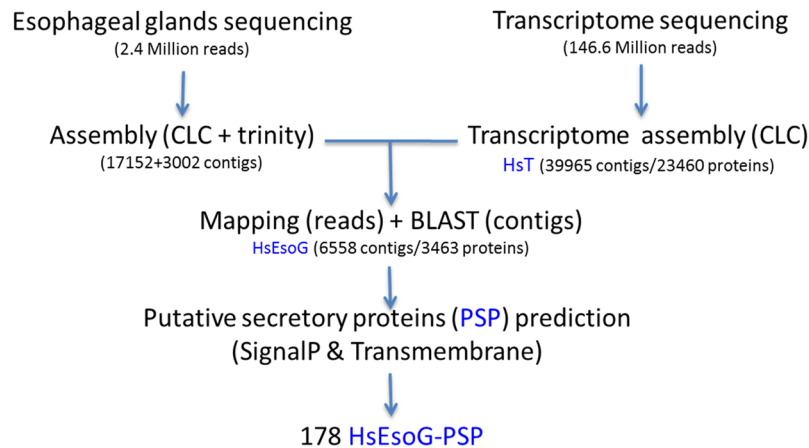 Esophageal glands sequencing
(2.4 Million reads)
Transcriptome sequencing
(146.6 Million reads)
Assembly (CLC + trinity)
(17152+3002 contigs)
Transcriptome assembly (CLC)
HsT (39965 contigs/23460 proteins)
Mapping (reads) + BLAST (contigs)
HsEsoG (6558 contigs/3463 proteins)
Putative secretory proteins (PSP) prediction
(SignalP & Transmembrane)
178 HsEsoG-PSP